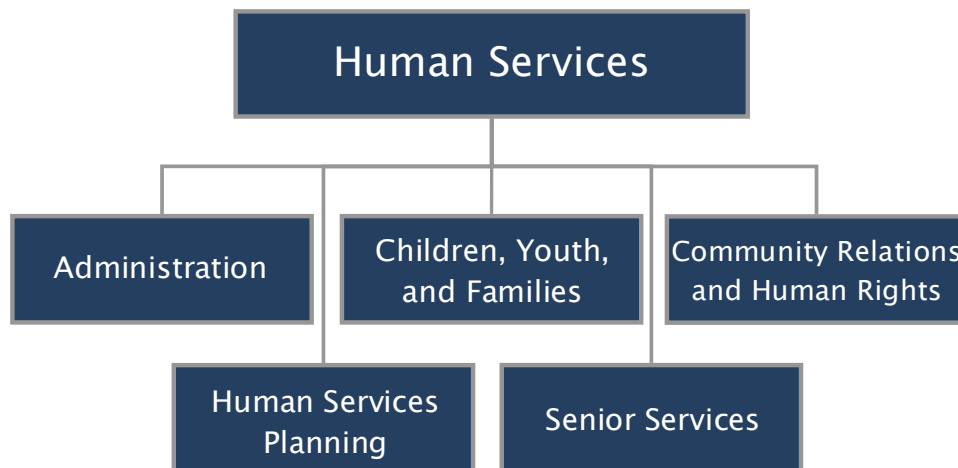 Human Services
Administration
Children, Youth,
and Families
Community Relations
and Human Rights
Human Services
Planning
Senior Services